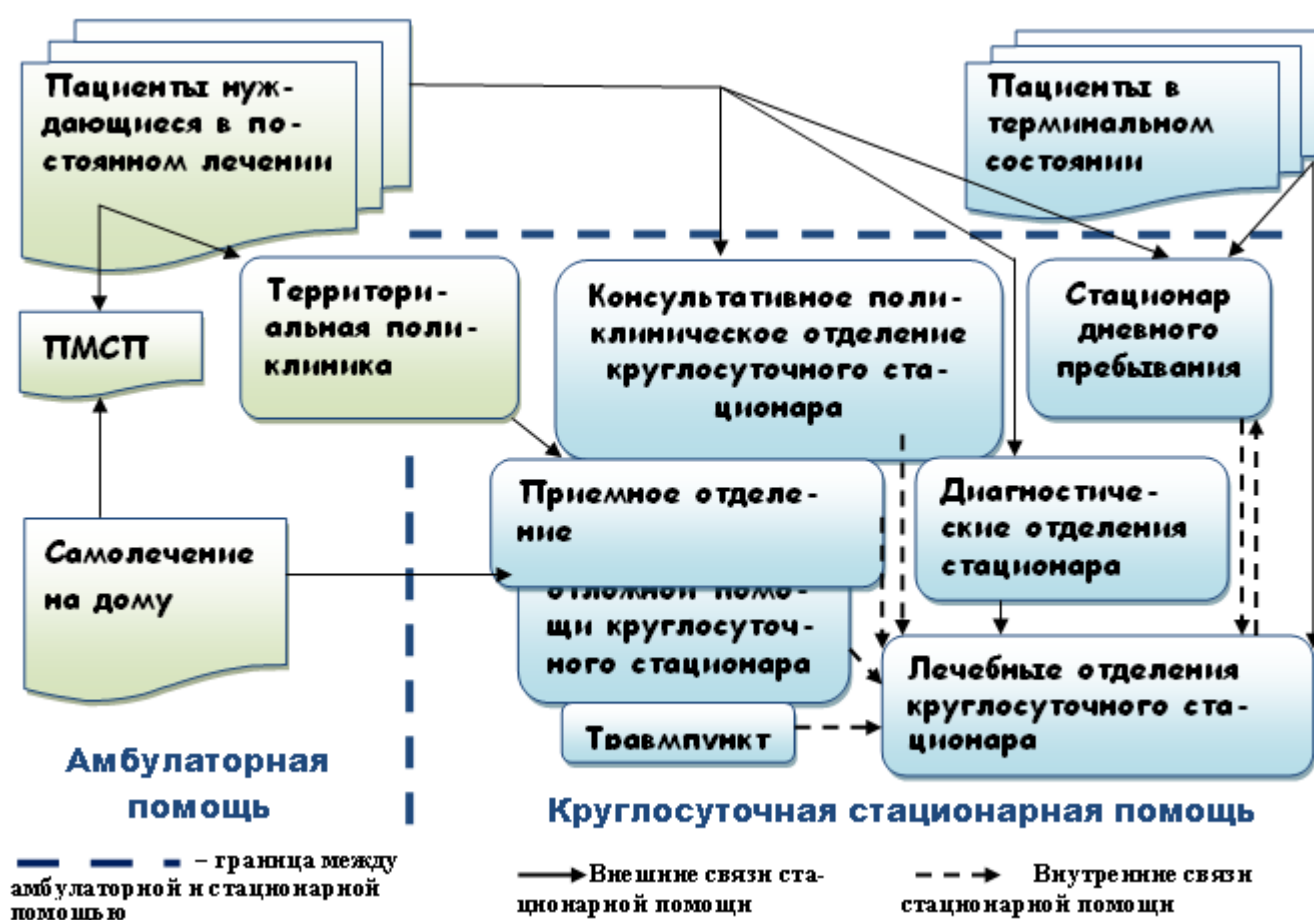 Пациенты нуж-
дающиеся в по-
стоянном лечении
Пациенты в
терминальном
состоянии
ПМСП
Территори-
альная поли-
клиника
Консультативное поли-
клиническое отделение
круглосуточного ста-
ционара
Стационар
дневного
пребывания
Приемное отделе-
ние
Диагностиче-
ские отделения
стационара
Самолечение
на дому
отложной помо-
щи круглосуточ-
ного стационара
Лечебные отделения
круглосуточного ста-
ционара
Травмпункт
Амбулаторная
помощь
Круглосуточная стационарная помощь
– граница между
амбулаторной и стационарной
помощью
Внешние связи ста-
ционарной помощи
Внутренние связи
стационарной помощи